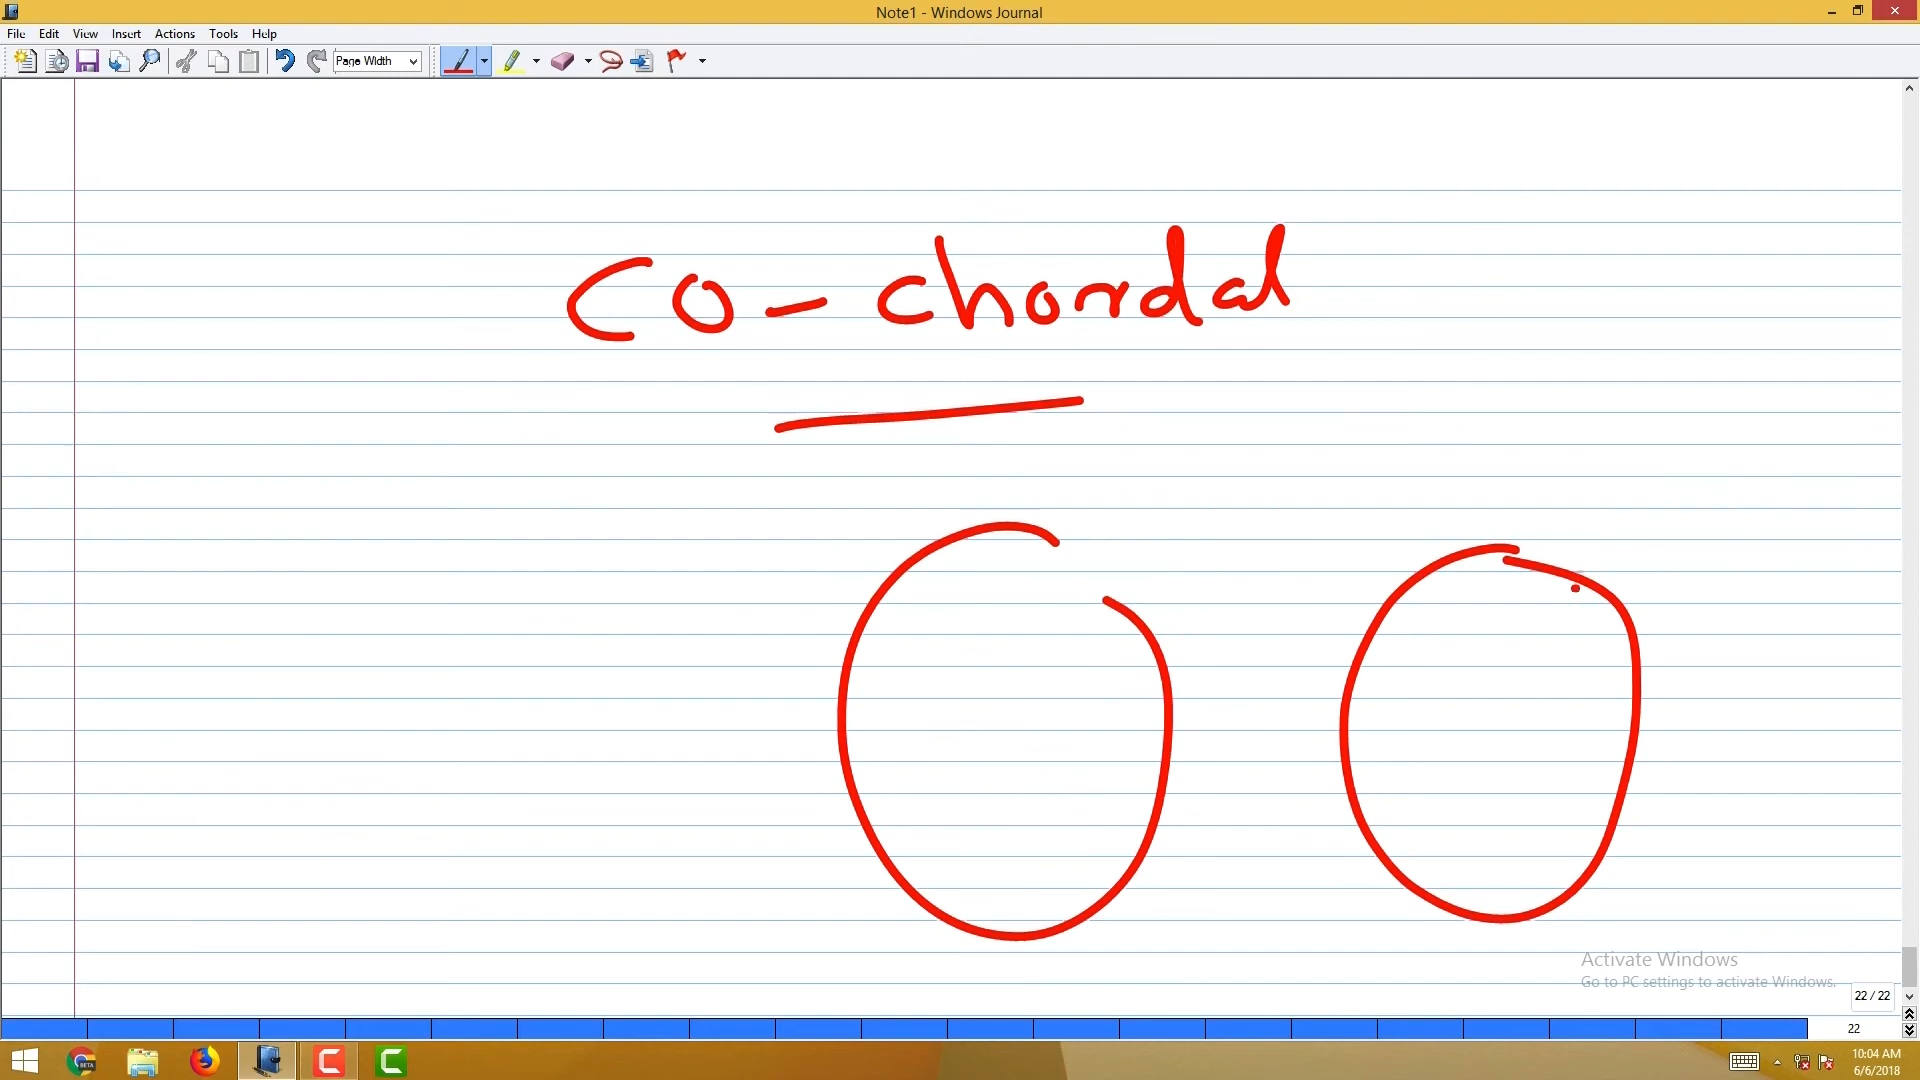 Note1 - Windows Journal
File Edit View Insert Actions Tools Help
Page Width
Co-chordal
Activate Windows
Go to PC settings to activate Windows.
22 / 22
22
BETA
10:04 AM
6/6/2018